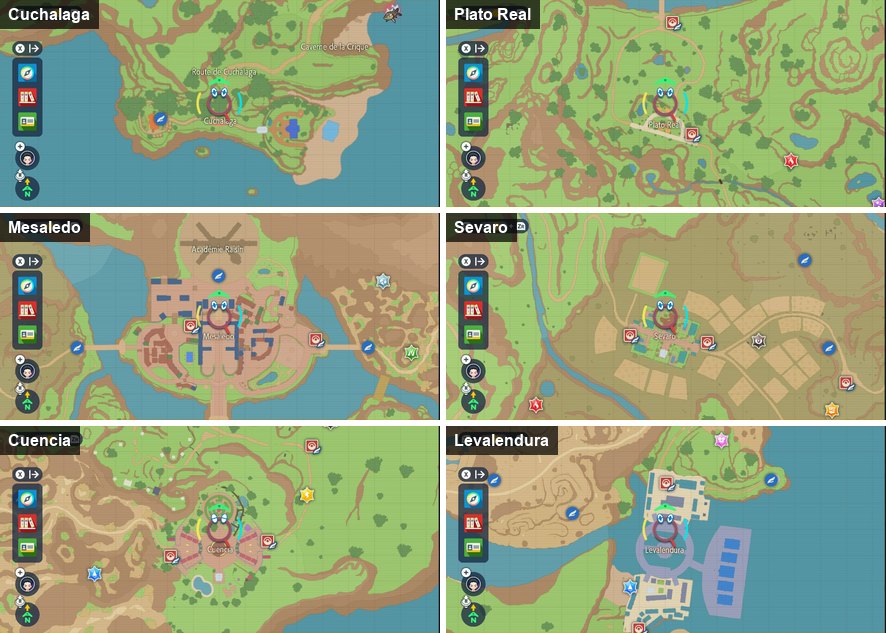 Cuchalaga
Caverne de la Crique
Route de Cuchalaga
Cuchalaga
X
N
Plato Real
Plato Real
X
N
Mesaledo
Académie Raisin
Mesaledo
X
N
Sevaro
Sevaro
X
N
Cuencia
Cuencia
X
N
Levalendura
Levalendura
X
N